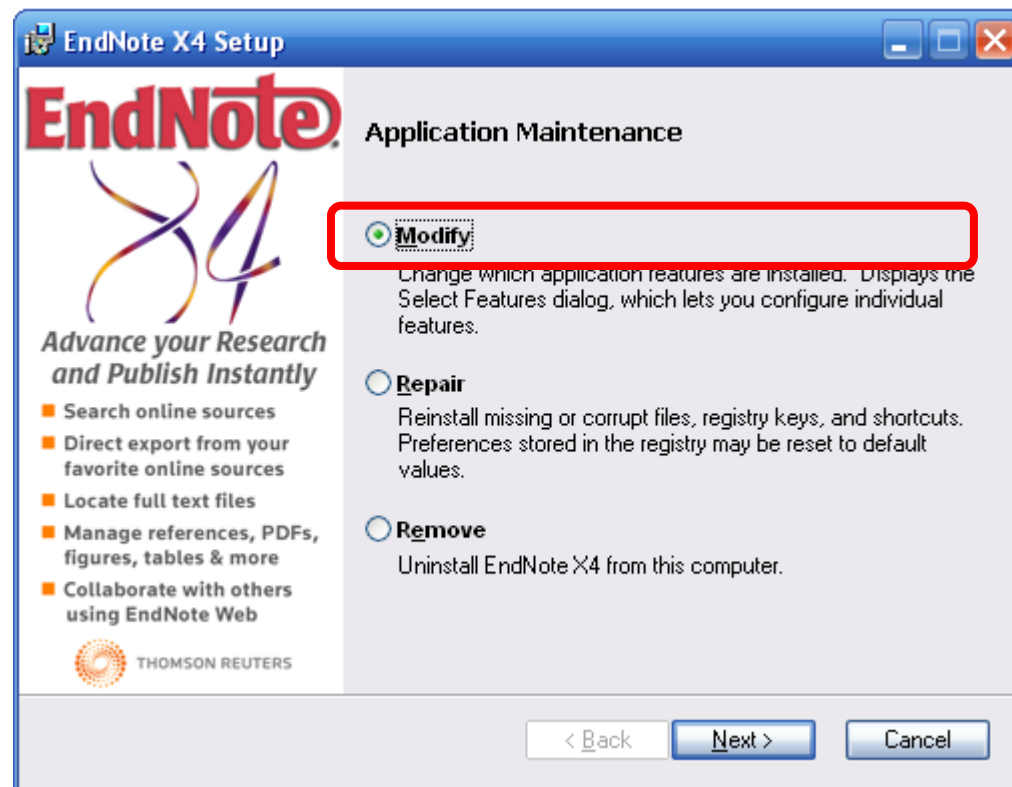 EndNote X4 Setup
EndNote
X4
Advance your Research
and Publish Instantly
Search online sources
Direct export from your
favorite online sources
Locate full text files
Manage references, PDFs,
figures, tables & more
Collaborate with others
using EndNote Web
THOMSON REUTERS
Application Maintenance
Modify
Change which application features are installed. Displays the
Select Features dialog, which lets you configure individual
features.
Repair
Reinstall missing or corrupt files, registry keys, and shortcuts.
Preferences stored in the registry may be reset to default
values.
Remove
Uninstall EndNote X4 from this computer.
< Back
Next >
Cancel